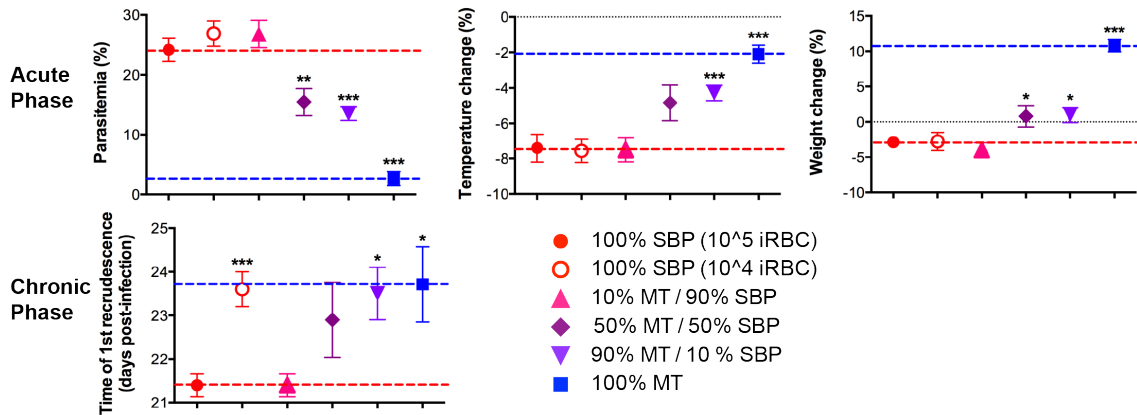 Acute
Phase
Parasitemia (%)
30
20
10
0
**
***
***
Temperature change (%)
0
-2
-4
-6
-8
-10
***
***
Weight change (%)
15
10
5
0
-5
-10
*
*
***
Chronic
Phase
Time of 1st recrudescence
(days post-infection)
25
24
23
22
21
***
*
*
100% SBP (10^5 iRBC)
100% SBP (10^4 iRBC)
10% MT / 90% SBP
50% MT / 50% SBP
90% MT / 10 % SBP
100% MT